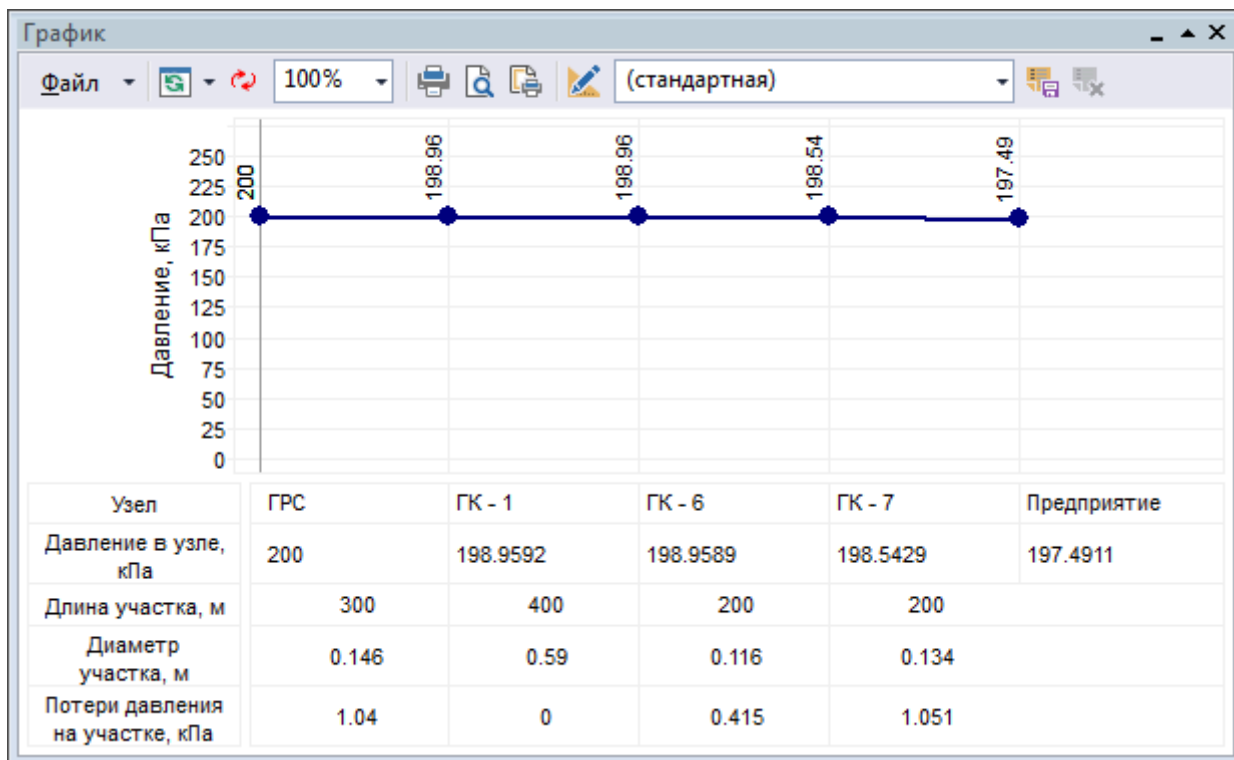 График
Файл 100% (стандартная)
Давление, кПа
250
225
200
175
150
125
100
75
50
25
0
200 198.96 198.96 198.54 197.49
Узел ГРС ГК - 1 ГК - 6 ГК - 7 Предприятие
Давление в узле,
кПа
200 198.9592 198.9589 198.5429 197.4911
Длина участка, м 300 400 200 200
Диаметр
участка, м
0.146 0.59 0.116 0.134
Потери давления
на участке, кПа
1.04 0 0.415 1.051